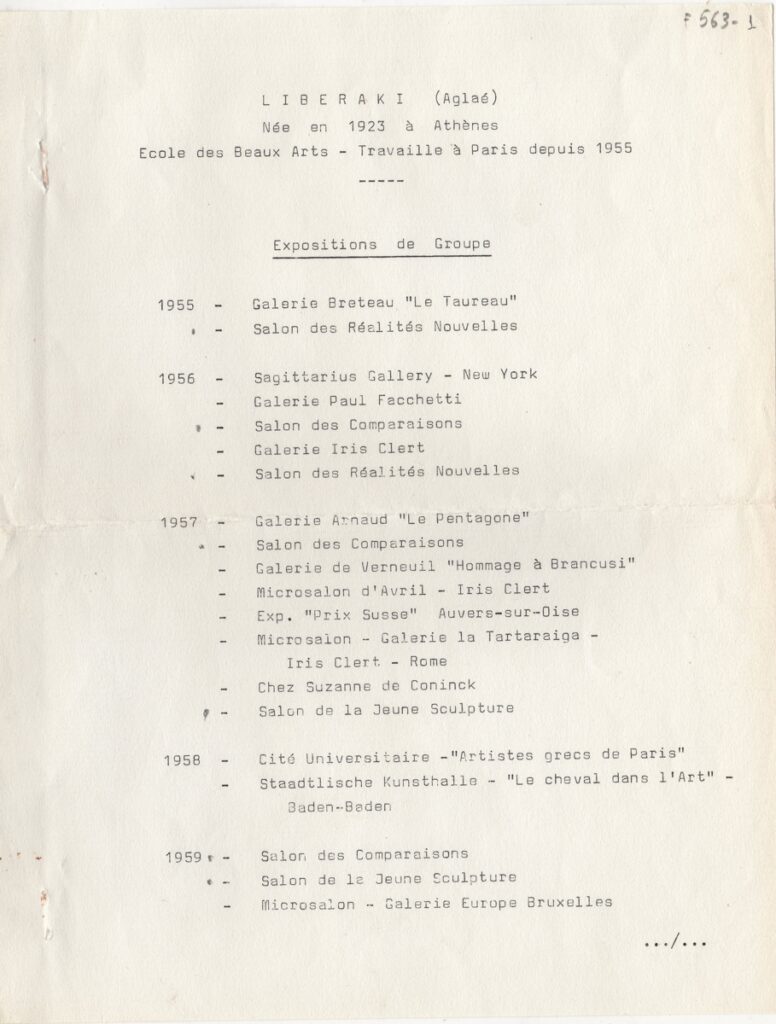 F 563-1
LIBERAKI (Aglaé)
Née en 1923 à Athènes
Ecole des Beaux Arts - Travaille à Paris depuis 1955
-----
Expositions de Groupe
1955 - Galerie Breteau "Le Taureau"
- Salon des Réalités Nouvelles
1956 - Sagittarius Gallery - New York
- Galerie Paul Facchetti
- Salon des Comparaisons
- Galerie Iris Clert
- Salon des Réalités Nouvelles
1957 - Galerie Arnaud "Le Pentagone"
- Salon des Comparaisons
- Galerie de Verneuil "Hommage à Brancusi"
- Microsalon d'Avril - Iris Clert
- Exp. "Prix Susse" Auvers-sur-Oise
- Microsalon - Galerie la Tartaraiga -
Iris Clert - Rome
- Chez Suzanne de Coninck
- Salon de la Jeune Sculpture
1958 - Cité Universitaire -"Artistes grecs de Paris"
- Staadtlische Kunsthalle - "Le cheval dans l'Art" -
Baden-Baden
1959 - Salon des Comparaisons
- Salon de la Jeune Sculpture
- Microsalon - Galerie Europe Bruxelles
.../...